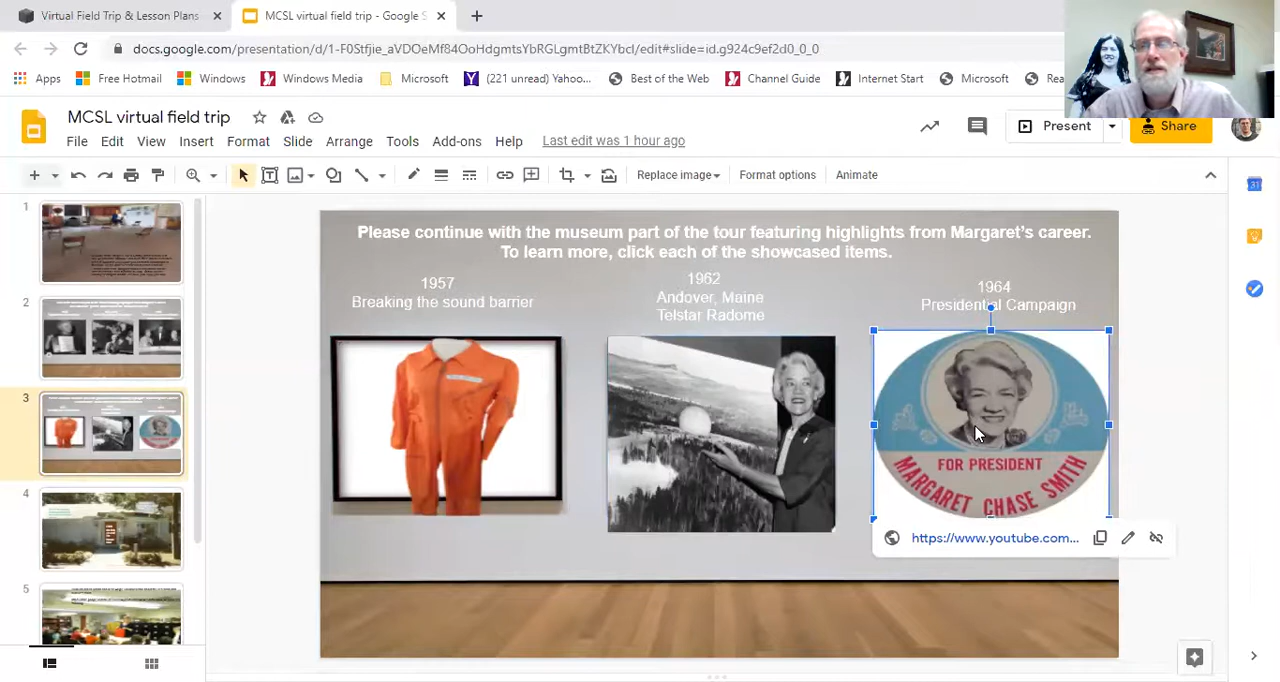 Virtual Field Trip & Lesson Plans
MCSL virtual field trip - Google S
docs.google.com/presentation/d/1-F0Stfjie_aVDOeMf84OoHdgmtsYbRGLgmtBtZKYbcI/edit#slide=id.g924c9ef2d0_0_0
Apps
Free Hotmail
Windows
Windows Media
Microsoft
(221 unread) Yahoo...
Best of the Web
Channel Guide
Internet Start
Microsoft
Rea
MCSL virtual field trip
Present
Share
File Edit View Insert Format Slide Arrange Tools Add-ons Help Last edit was 1 hour ago
Replace image
Format options
Animate
1
2
3
4
5
Please continue with the museum part of the tour featuring highlights from Margaret's career.
To learn more, click each of the showcased items.
1957
Breaking the sound barrier
1962
Andover, Maine
Telstar Radome
1964
Presidential Campaign
FOR PRESIDENT
MARGARET CHASE SMITH
https://www.youtube.com...
31